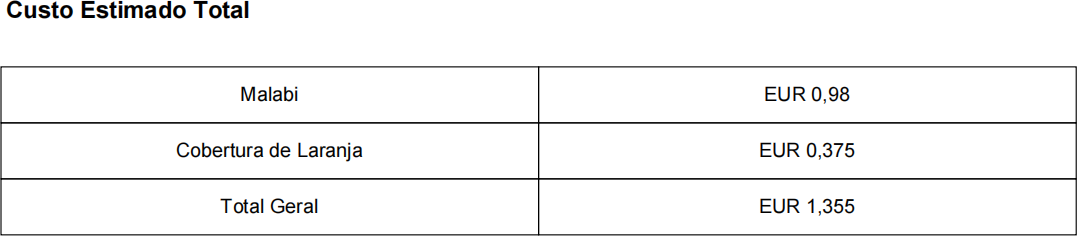 Custo Estimado Total
Malabi EUR 0,98
Cobertura de Laranja EUR 0,375
Total Geral EUR 1,355